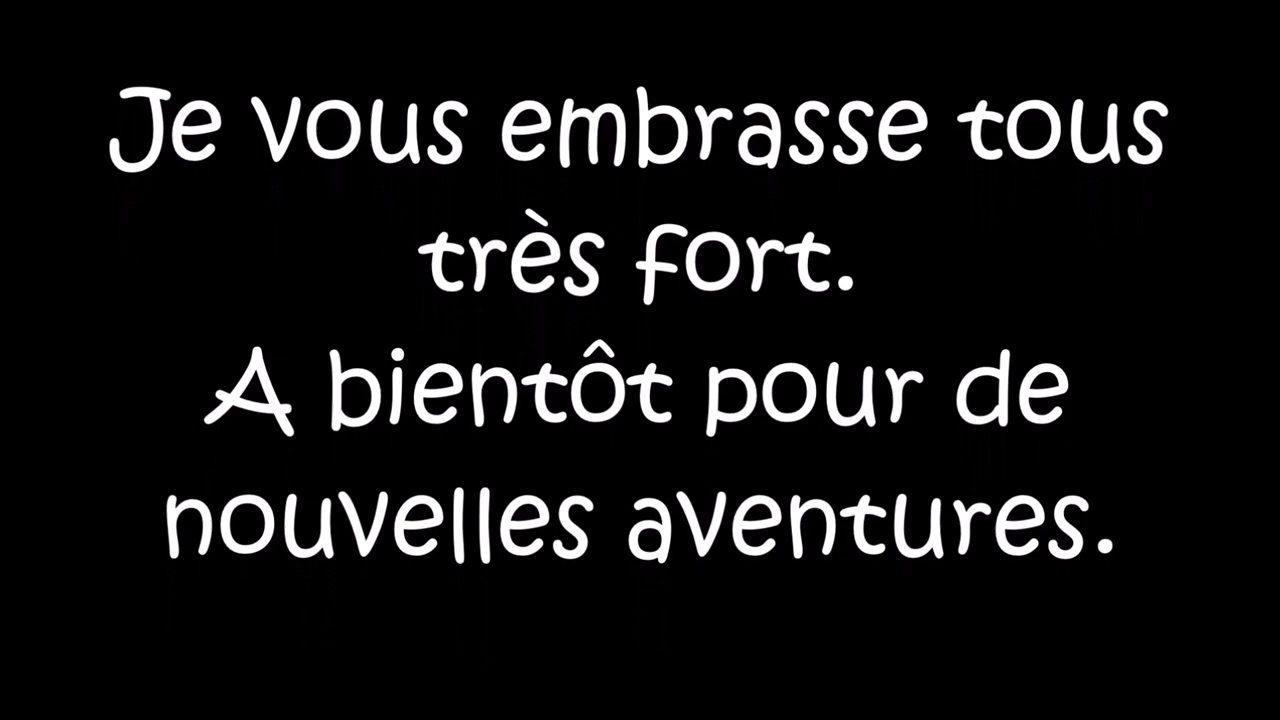 Je vous embrasse tous
très fort.
A bientôt pour de
nouvelles aventures.